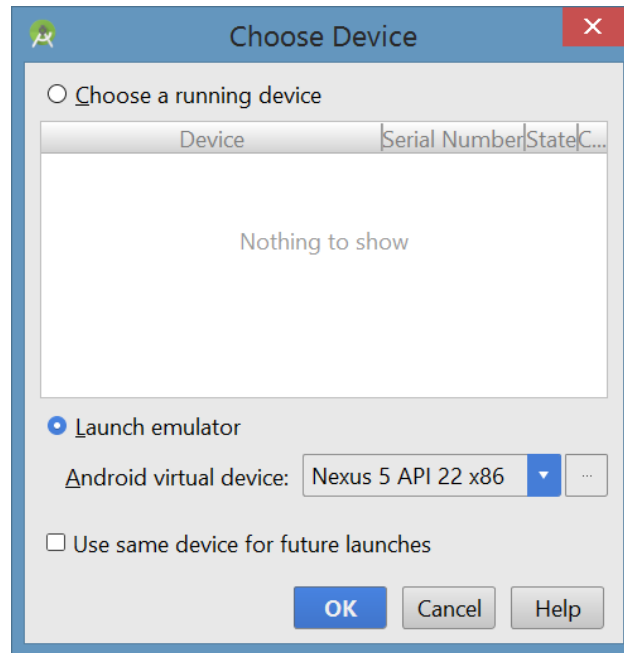 Choose Device
Choose a running device
Device Serial Number State C...
Nothing to show
Launch emulator
Android virtual device: Nexus 5 API 22 x86 ...
Use same device for future launches
OK Cancel Help